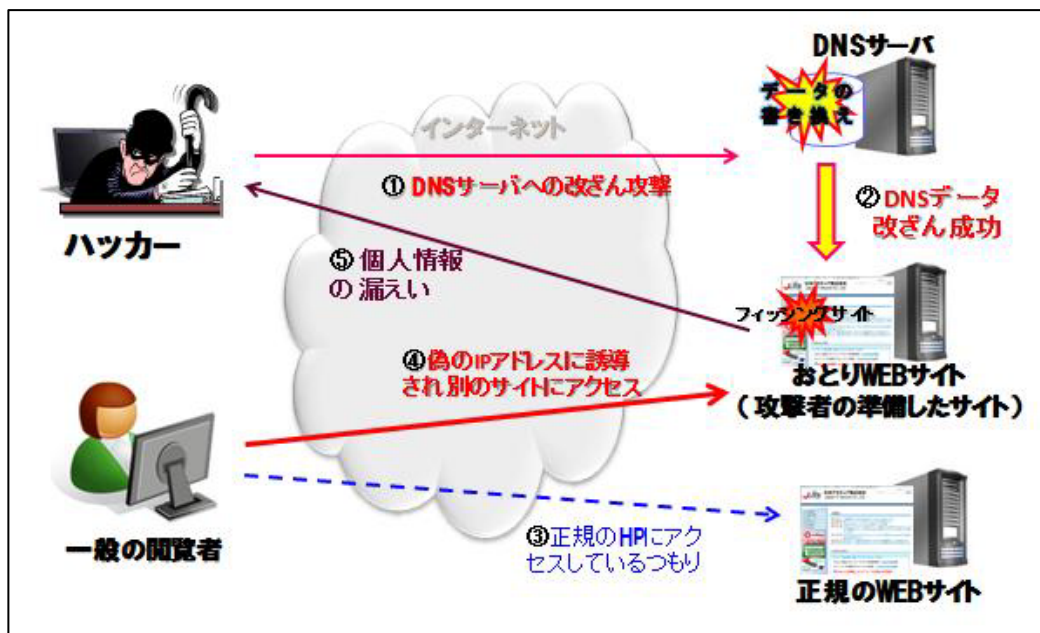 DNSサーバ
データの
書き換え
インターネット
① DNSサーバへの改ざん攻撃
ハッカー
②DNSデータ
改ざん成功
⑤個人情報
の漏えい
フィッシングサイト
④偽のIPアドレスに誘導
され別のサイトにアクセス
おとりWEBサイト
(攻撃者の準備したサイト)
③正規のHPにアク
セスしているつもり
一般の閲覧者
正規のWEBサイト